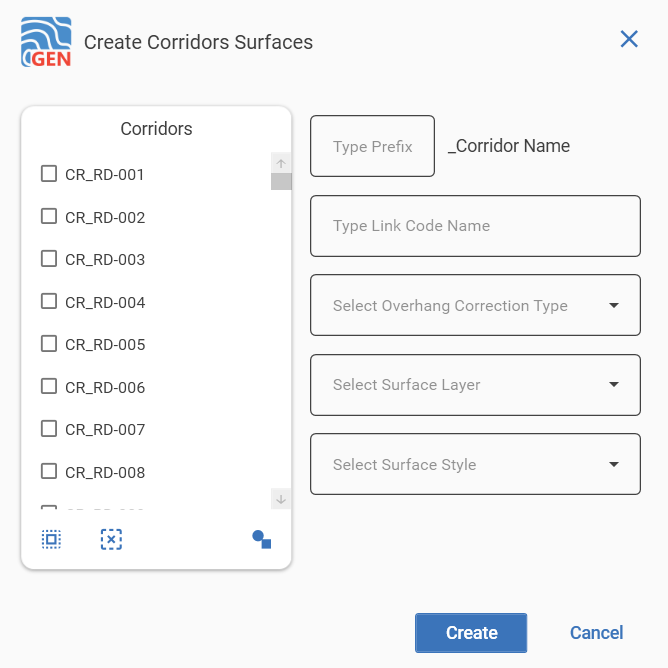 GEN
Create Corridors Surfaces
Corridors
CR_RD-001
CR_RD-002
CR_RD-003
CR_RD-004
CR_RD-005
CR_RD-006
CR_RD-007
CR_RD-008
Type Prefix
_Corridor Name
Type Link Code Name
Select Overhang Correction Type
Select Surface Layer
Select Surface Style
Create
Cancel